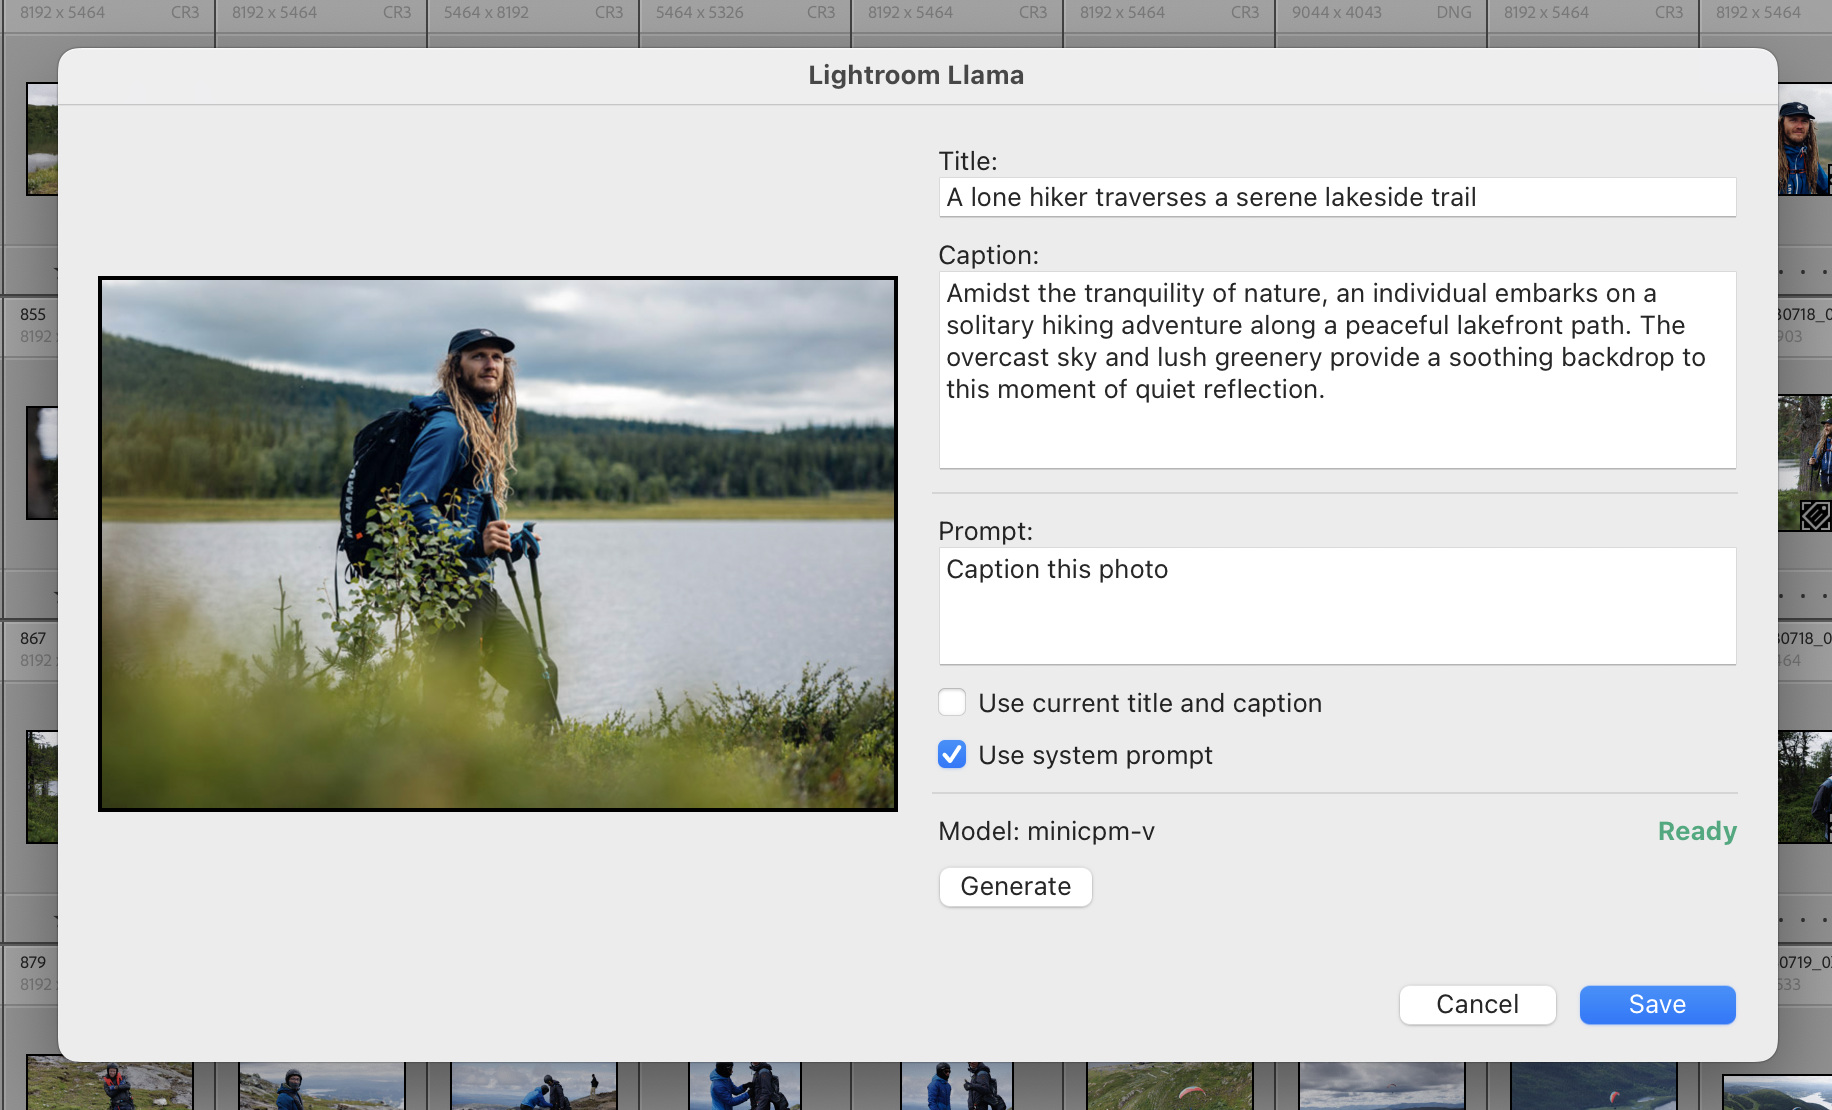 8192 x 5464 CR3 8192 x 5464 CR3 5464 x 8192 CR3 5464 x 5326 CR3 8192 x 5464 CR3 8192 x 5464 CR3 9044 x 4043 DNG 8192 x 5464 CR3 8192 x 5464
Lightroom Llama
Title:
A lone hiker traverses a serene lakeside trail
Caption:
Amidst the tranquility of nature, an individual embarks on a
solitary hiking adventure along a peaceful lakefront path. The
overcast sky and lush greenery provide a soothing backdrop to
this moment of quiet reflection.
855
8192
0718_0
903
MAMMU
Prompt:
Caption this photo
867
8192
0718_0
464
Use current title and caption
Use system prompt
Model: minicpm-v
Ready
Generate
879
8192
0719_0
533
Cancel
Save